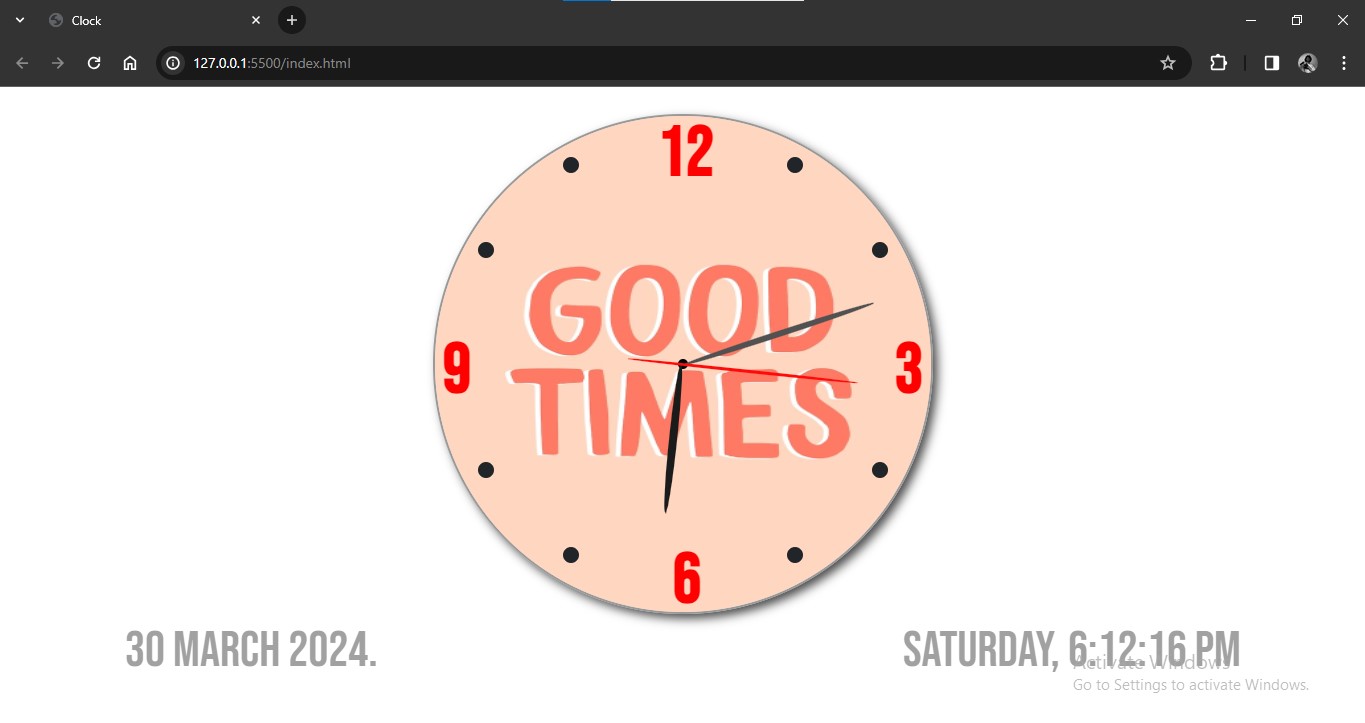 Clock
127.0.0.1:5500/index.html
12
GOOD
TIMES
9
3
6
30 MARCH 2024.
SATURDAY, 6:12:16 PM
Activate Windows
Go to Settings to activate Windows.